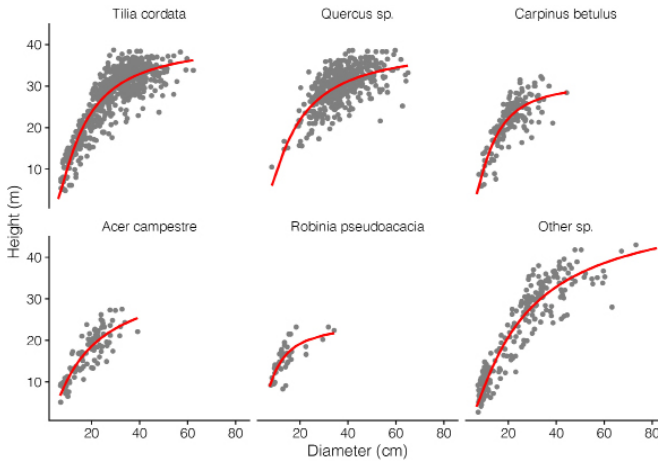 Tilia cordata Quercus sp. Carpinus betulus
40
30
20
10
Height (m)
Acer campestre Robinia pseudoacacia Other sp.
40
30
20
10
20 40 60 80 20 40 60 80 20 40 60 80
Diameter (cm)